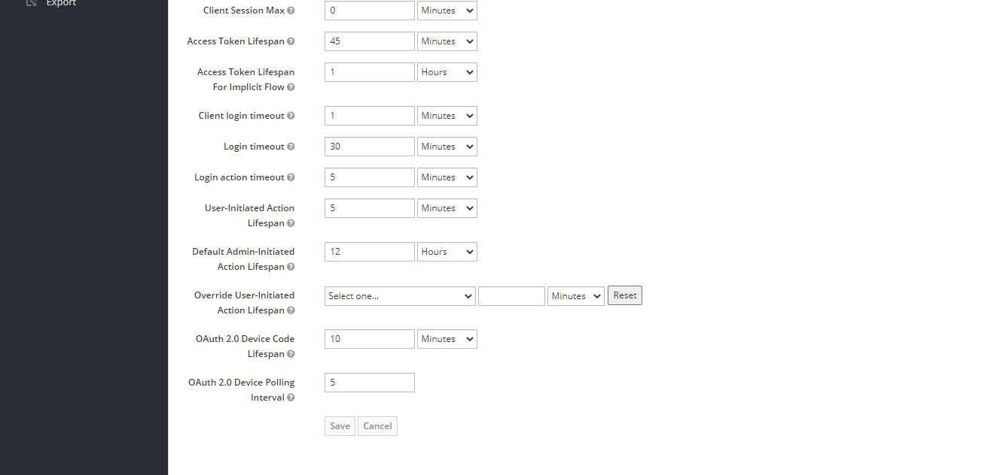 Export
Client Session Max 0 Minutes
Access Token Lifespan 45 Minutes
Access Token Lifespan 1 Hours
For Implicit Flow
Client login timeout 1 Minutes
Login timeout 30 Minutes
Login action timeout 5 Minutes
User-Initiated Action 5 Minutes
Lifespan
Default Admin-Initiated 12 Hours
Action Lifespan
Override User-Initiated Select one... Minutes Reset
Action Lifespan
OAuth 2.0 Device Code 10 Minutes
Lifespan
OAuth 2.0 Device Polling 5
Interval
Save Cancel